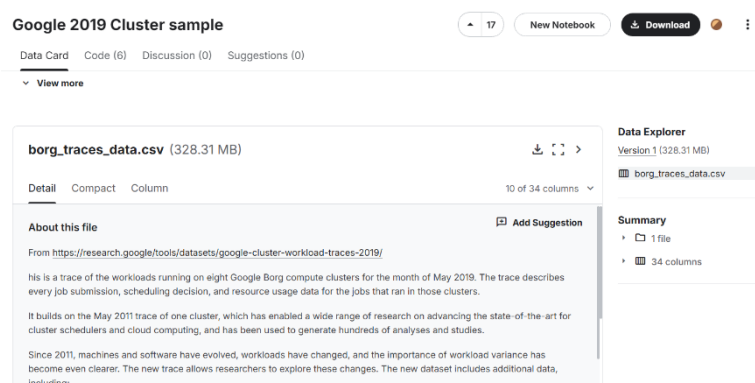 Google 2019 Cluster sample
17
New Notebook
Download
Data Card
Code (6)
Discussion (0)
Suggestions (0)
View more
borg_traces_data.csv (328.31 MB)
Detail
Compact
Column
10 of 34 columns
About this file
Add Suggestion
From https://research.google/tools/datasets/google-cluster-workload-traces-2019/
his is a trace of the workloads running on eight Google Borg compute clusters for the month of May 2019. The trace describes
every job submission, scheduling decision, and resource usage data for the jobs that ran in those clusters.
It builds on the May 2011 trace of one cluster, which has enabled a wide range of research on advancing the state-of-the-art for
cluster schedulers and cloud computing, and has been used to generate hundreds of analyses and studies.
Since 2011, machines and software have evolved, workloads have changed, and the importance of workload variance has
become even clearer. The new trace allows researchers to explore these changes. The new dataset includes additional data,
including:
Data Explorer
Version 1 (328.31 MB)
borg_traces_data.csv
Summary
1 file
34 columns